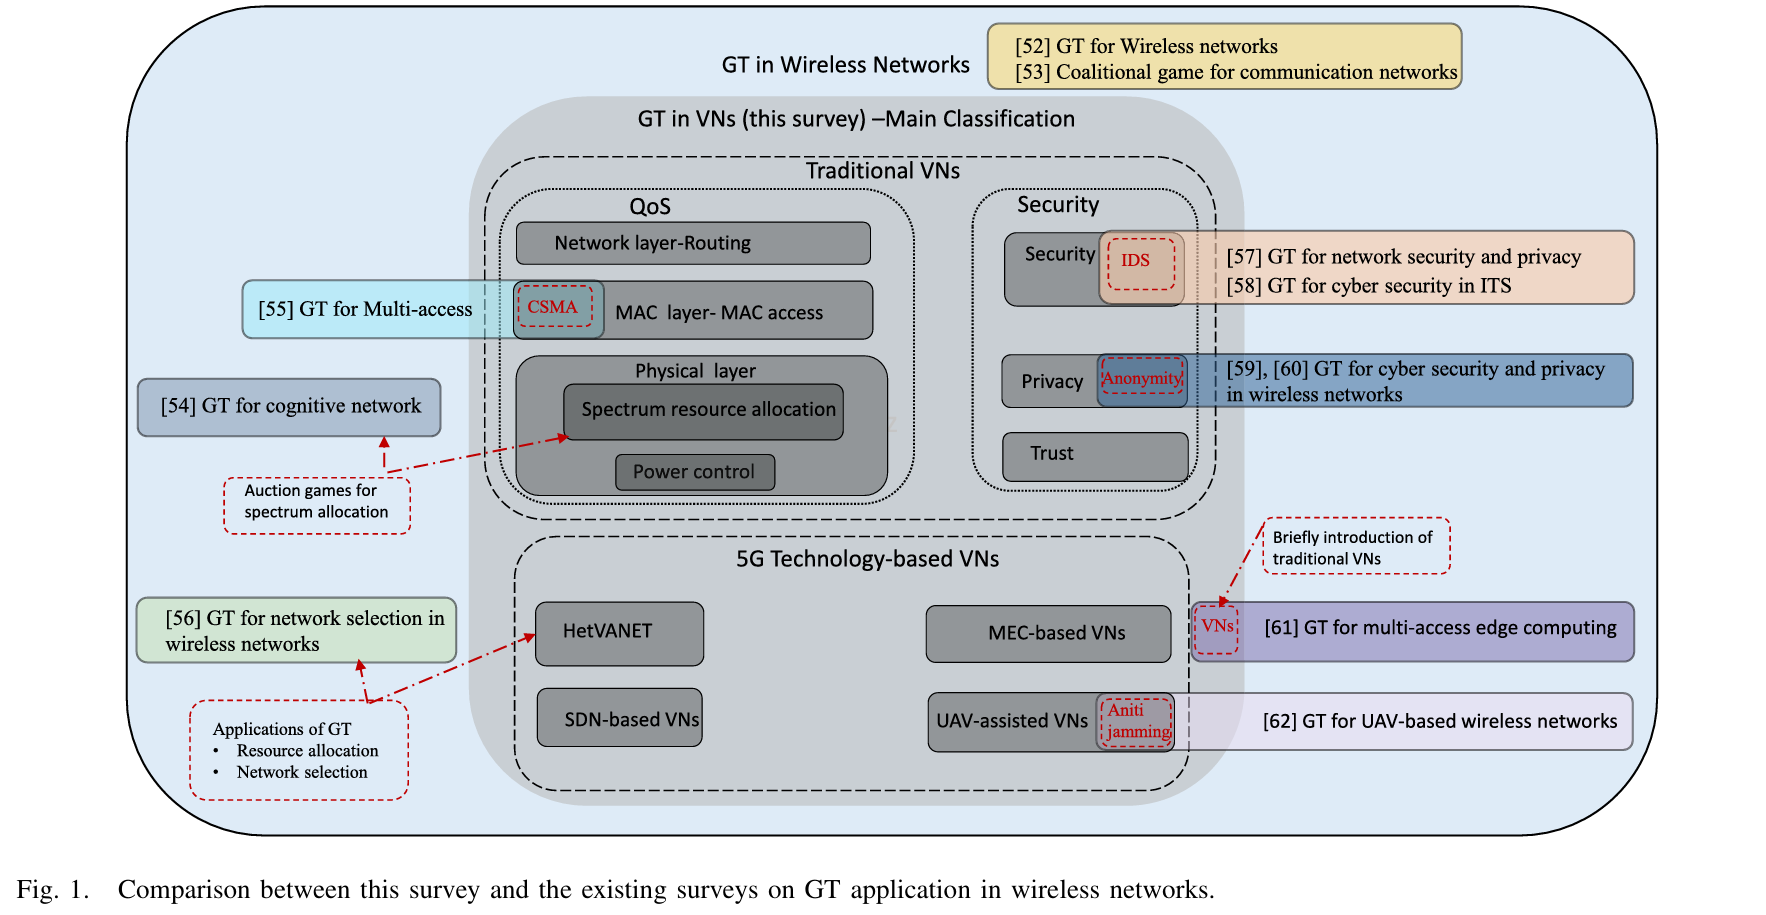 GT in Wireless Networks
[52] GT for Wireless networks
[53] Coalitional game for communication networks
GT in VNs (this survey) –Main Classification
Traditional VNs
QoS
Network layer-Routing
[55] GT for Multi-access
CSMA
MAC layer- MAC access
Physical layer
Spectrum resource allocation
Power control
[54] GT for cognitive network
Auction games for
spectrum allocation
Security
Security
IDS
[57] GT for network security and privacy
[58] GT for cyber security in ITS
Privacy
Anonymity
[59], [60] GT for cyber security and privacy
in wireless networks
Trust
5G Technology-based VNs
Briefly introduction of
traditional VNs
[56] GT for network selection in
wireless networks
HetVANET
MEC-based VNs
VNs
[61] GT for multi-access edge computing
SDN-based VNs
UAV-assisted VNs
Aniti
jamming
[62] GT for UAV-based wireless networks
Applications of GT
• Resource allocation
• Network selection
Fig. 1. Comparison between this survey and the existing surveys on GT application in wireless networks.